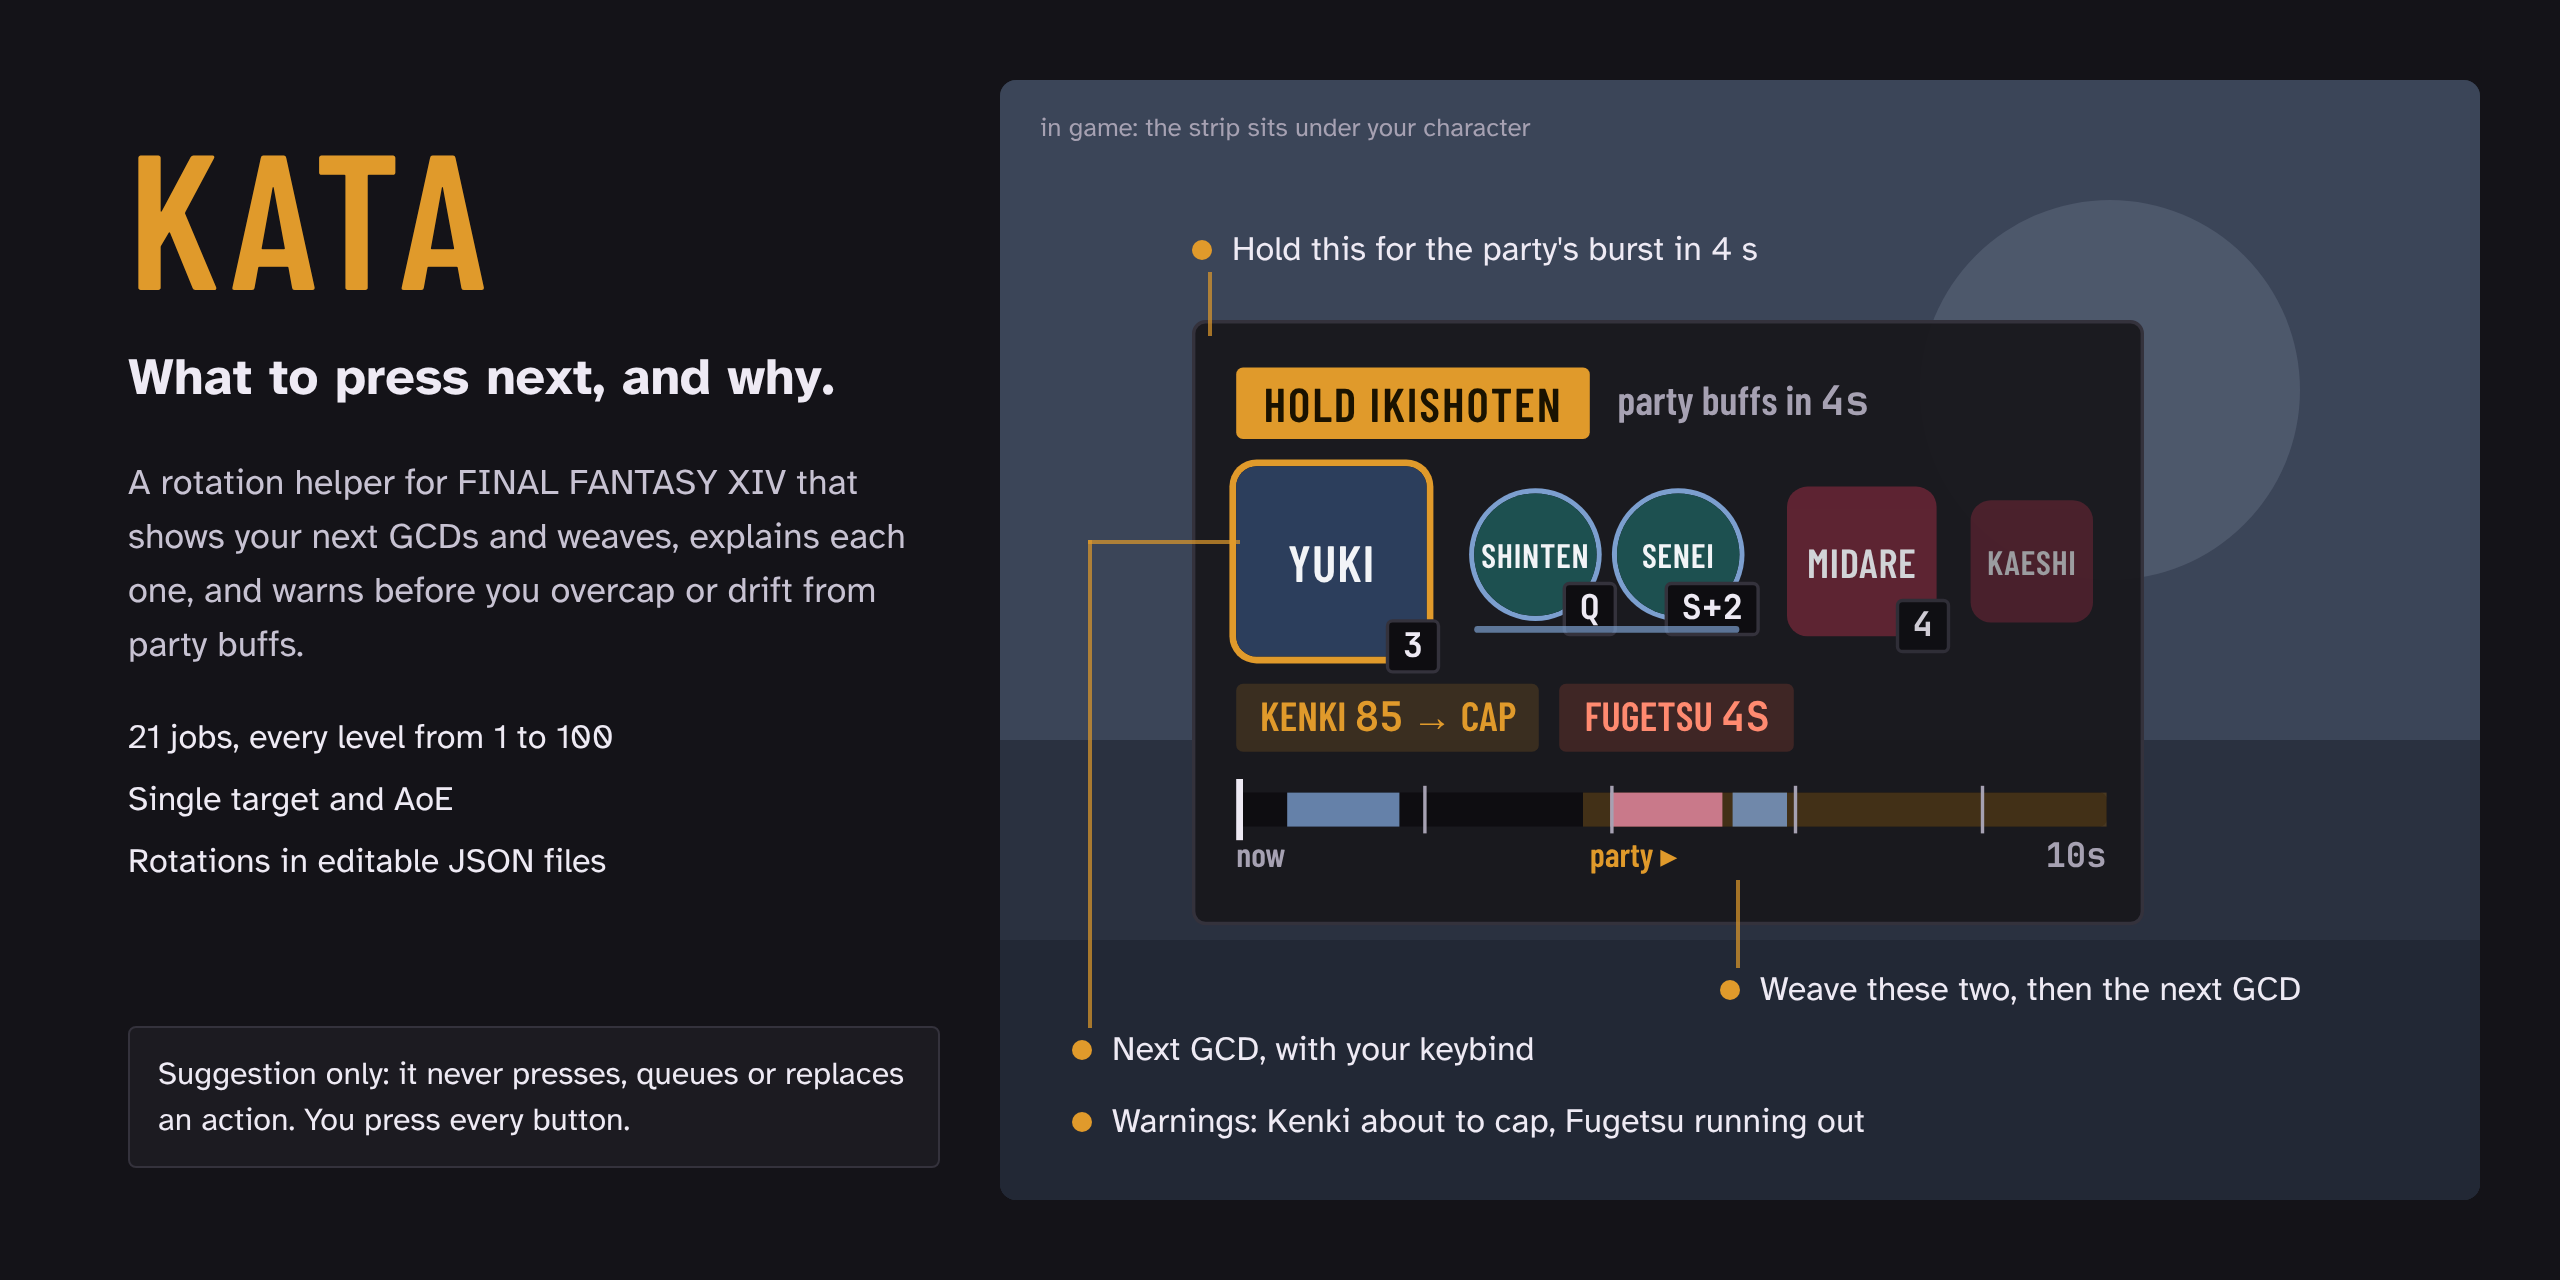 KATA
What to press next, and why.
A rotation helper for FINAL FANTASY XIV that
shows your next GCDs and weaves, explains each
one, and warns before you overcap or drift from
party buffs.
21 jobs, every level from 1 to 100
Single target and AoE
Rotations in editable JSON files
Suggestion only: it never presses, queues or replaces
an action. You press every button.
in game: the strip sits under your character
Hold this for the party's burst in 4 s
HOLD IKISHOTEN party buffs in 4s
YUKI SHINTEN SENEI MIDARE KAESHI
3 Q S+2 4
KENKI 85 → CAP FUGETSU 4S
now party ▸ 10s
Weave these two, then the next GCD
Next GCD, with your keybind
Warnings: Kenki about to cap, Fugetsu running out